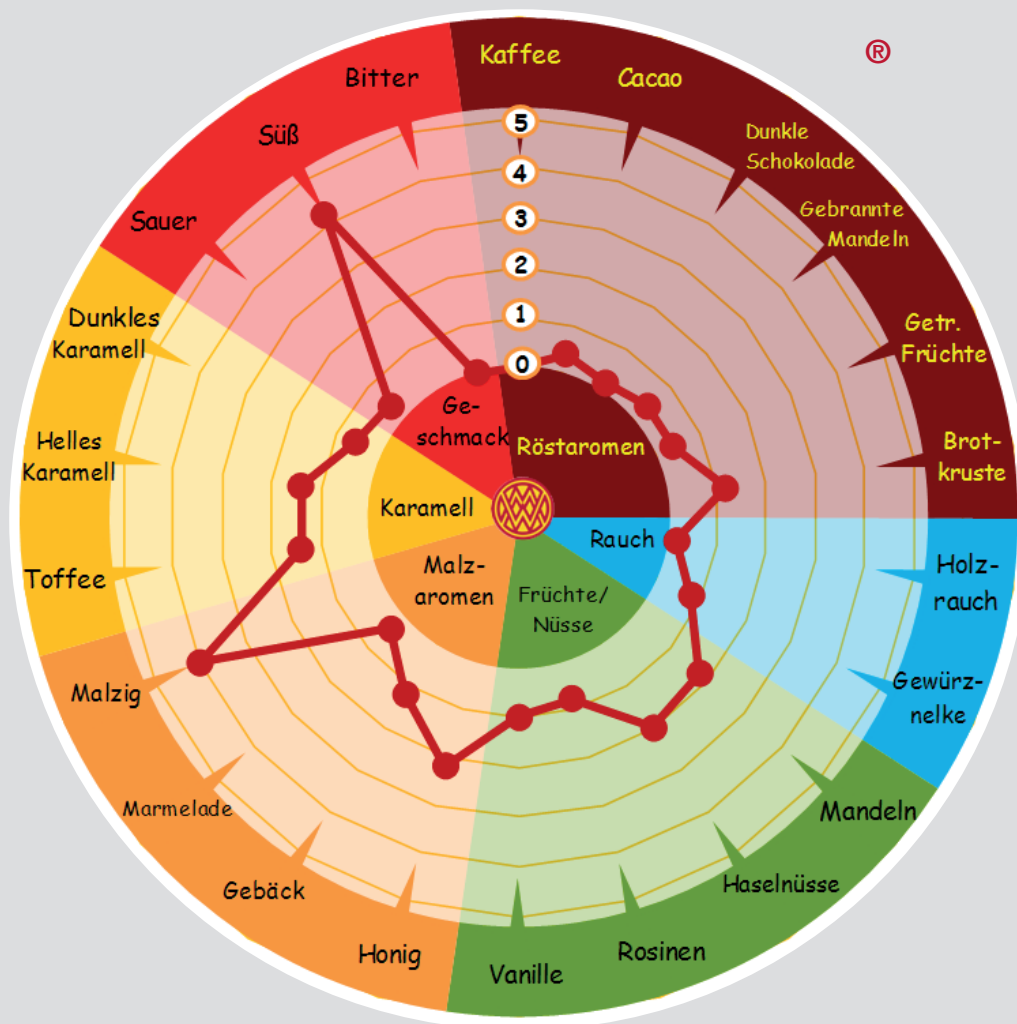 ®
Kaffee
Cacao
Dunkle
Schokolade
Gebrannte
Mandeln
Getr.
Früchte
Brot-
kruste
Holz-
rauch
Gewürz-
nelke
Mandeln
Haselnüsse
Rosinen
Vanille
Honig
Gebäck
Marmelade
Malzig
Toffee
Helles
Karamell
Dunkles
Karamell
Sauer
Süß
Bitter
5
4
3
2
1
0
Ge-
schmack
Röstaromen
Rauch
Früchte/
Nüsse
Malz-
aromen
Karamell